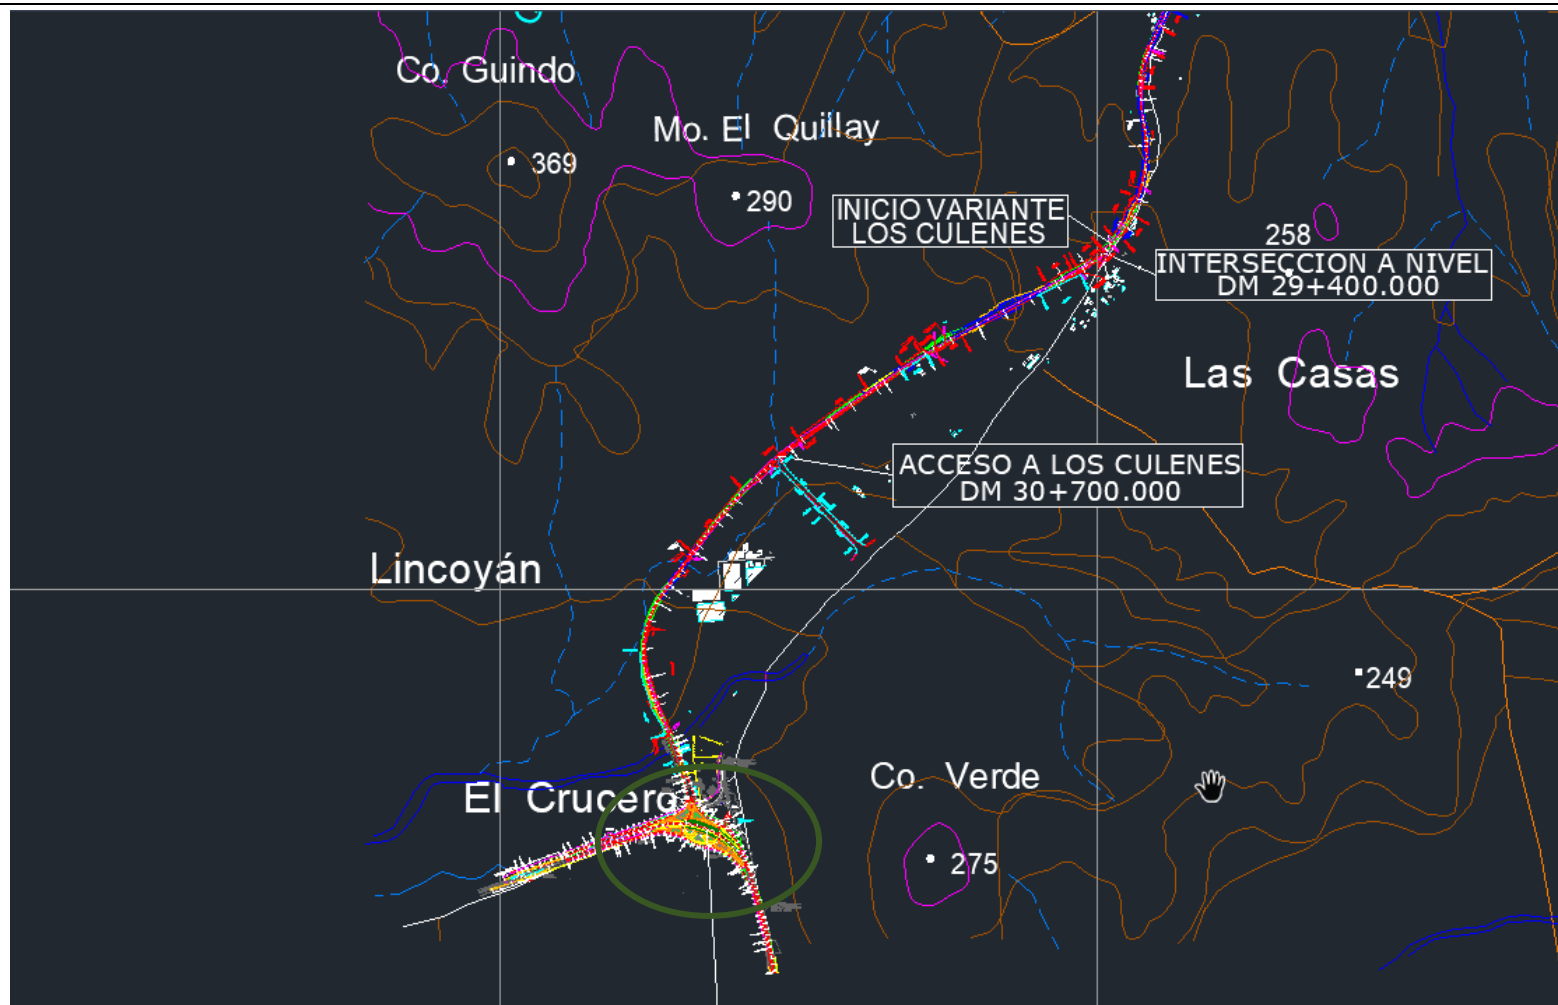 Co. Guindo
Mo. El Quillay
369
290
INICIO VARIANTE
LOS CULENES
258
INTERSECCION A NIVEL
DM 29+400.000
Las Casas
ACCESO A LOS CULENES
DM 30+700.000
Lincoyán
249
El Crucero
Co. Verde
275